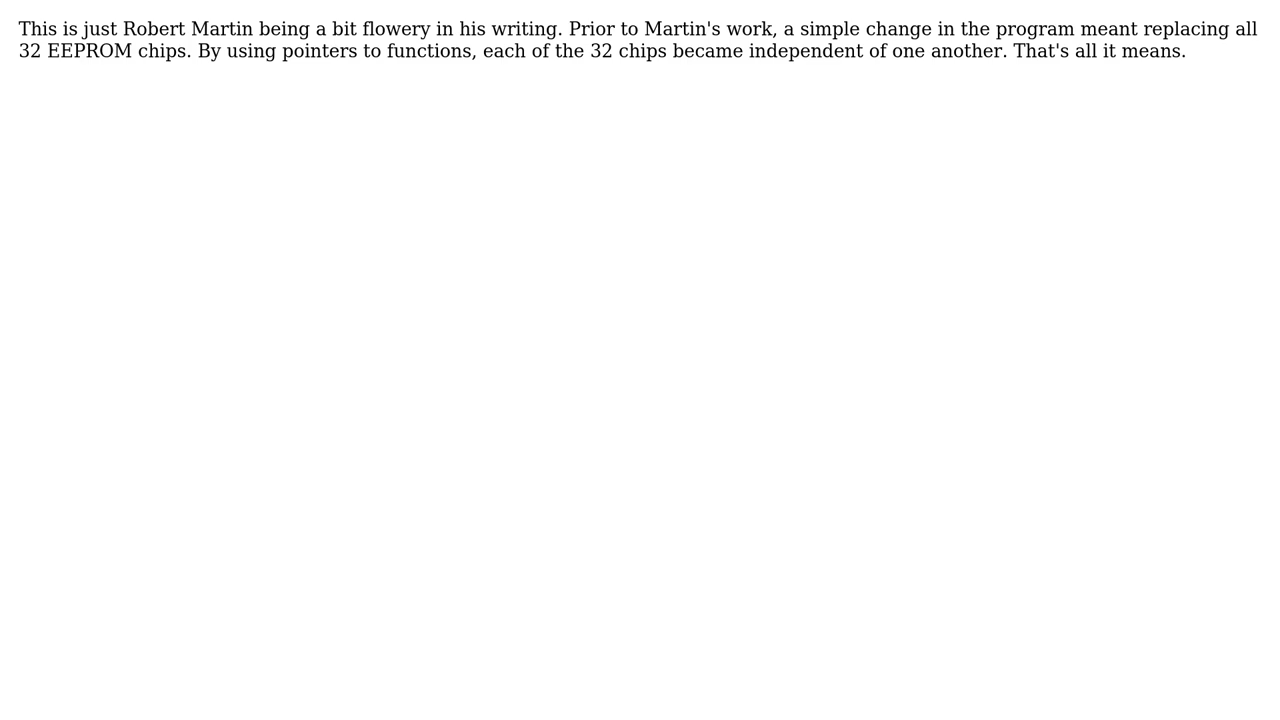 This is just Robert Martin being a bit flowery in his writing. Prior to Martin's work, a simple change in the program meant replacing all
32 EEPROM chips. By using pointers to functions, each of the 32 chips became independent of one another. That's all it means.